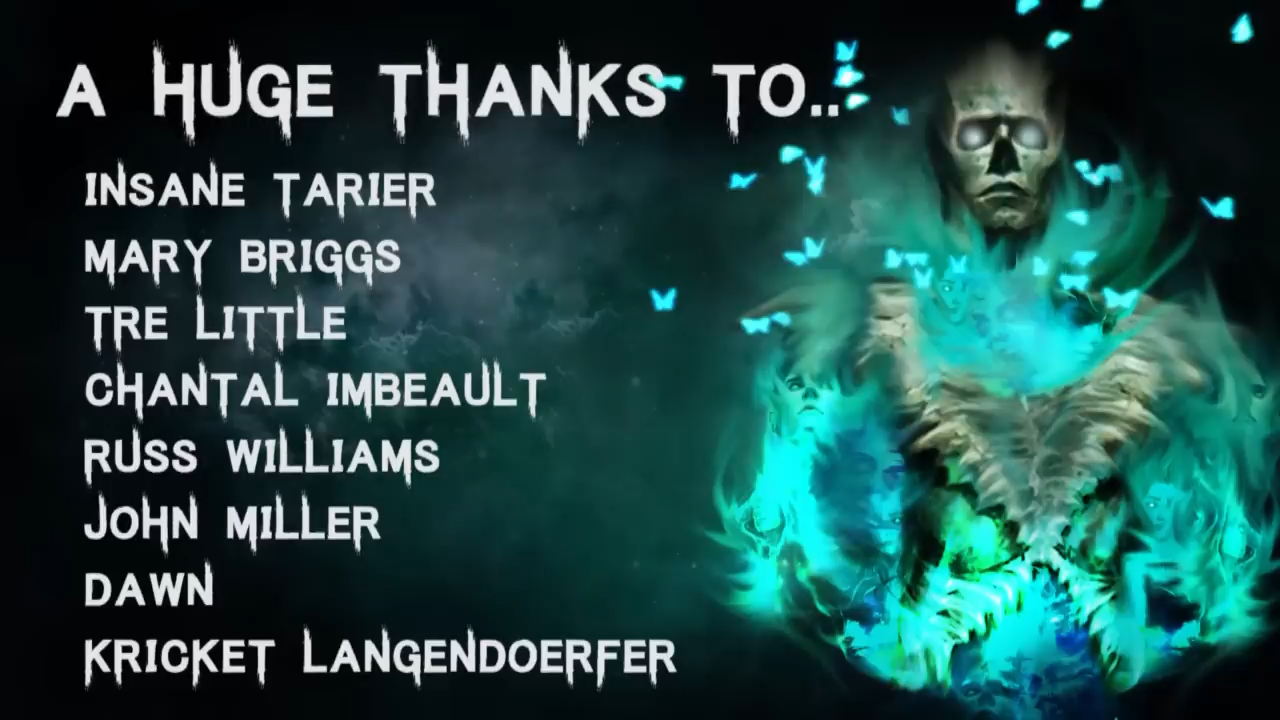 A HUGE THANKS TO..
INSANE TARIER
MARY BRIGGS
TRE LITTLE
CHANTAL IMBEAULT
RUSS WILLIAMS
JOHN MILLER
DAWN
KRICKET LANGENDOERFER